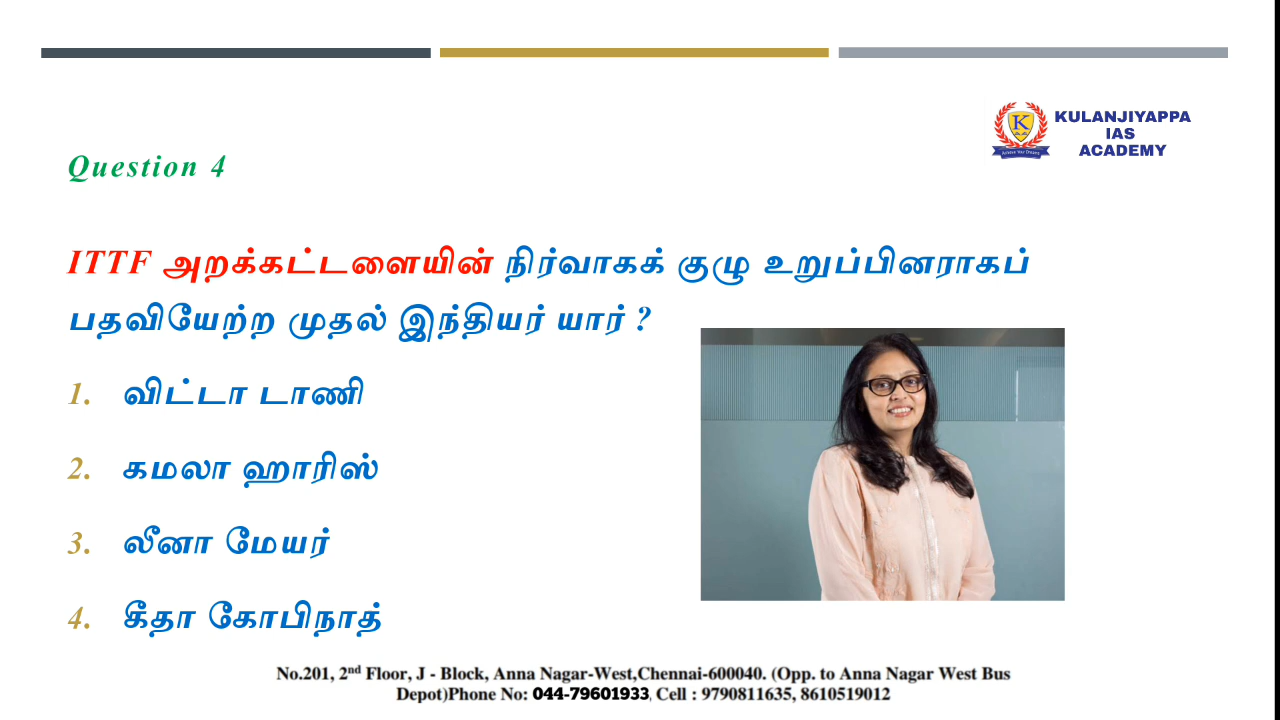 KULANJIYAPPA
IAS
ACADEMY
Question 4
ITTF அறக்கட்டளையின் நிர்வாகக் குழு உறுப்பினராகப்
பதவியேற்ற முதல் இந்தியர் யார் ?
1. விட்டா டாணி
2. கமலா ஹாரிஸ்
3. லீனா மேயர்
4. கீதா கோபிநாத்
No.201, 2nd Floor, J - Block, Anna Nagar-West,Chennai-600040. (Opp. to Anna Nagar West Bus
Depot)Phone No: 044-79601933, Cell : 9790811635, 8610519012